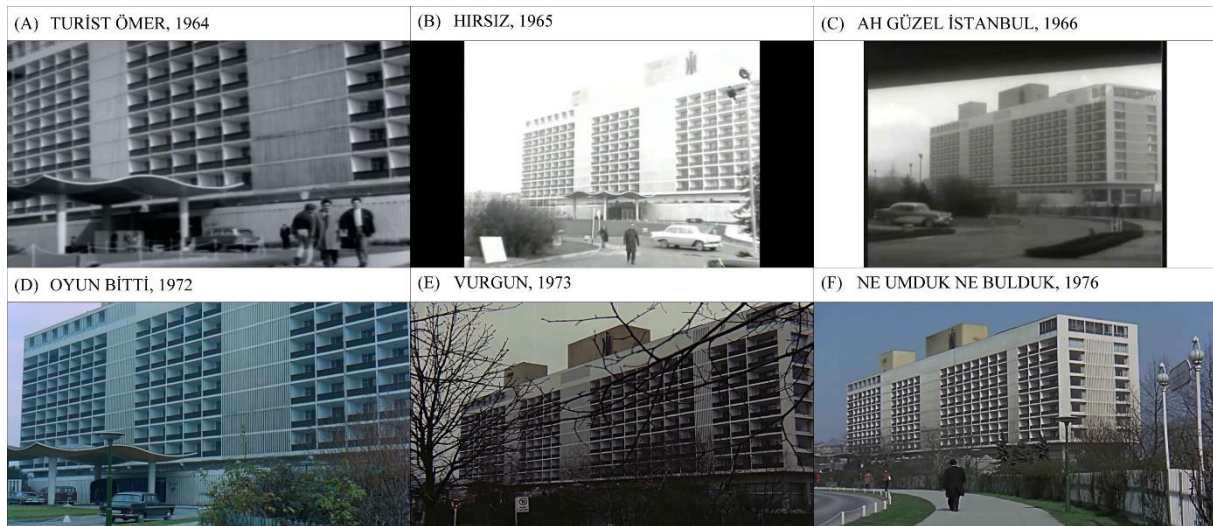 (A) TURİST ÖMER, 1964
(B) HIRSIZ, 1965
(C) AH GÜZEL İSTANBUL, 1966
(D) OYUN BİTTİ, 1972
(E) VURGUN, 1973
(F) NE UMDUK NE BULDUK, 1976